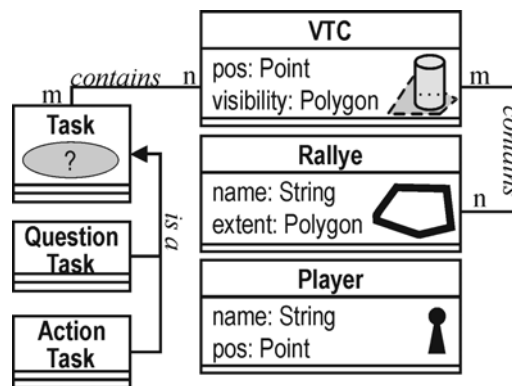 VTC
pos: Point
visibility: Polygon
contains
n
m
m
Task
?
contains
Rallye
name: String
extent: Polygon
n
is a
Question
Task
Player
name: String
pos: Point
Action
Task